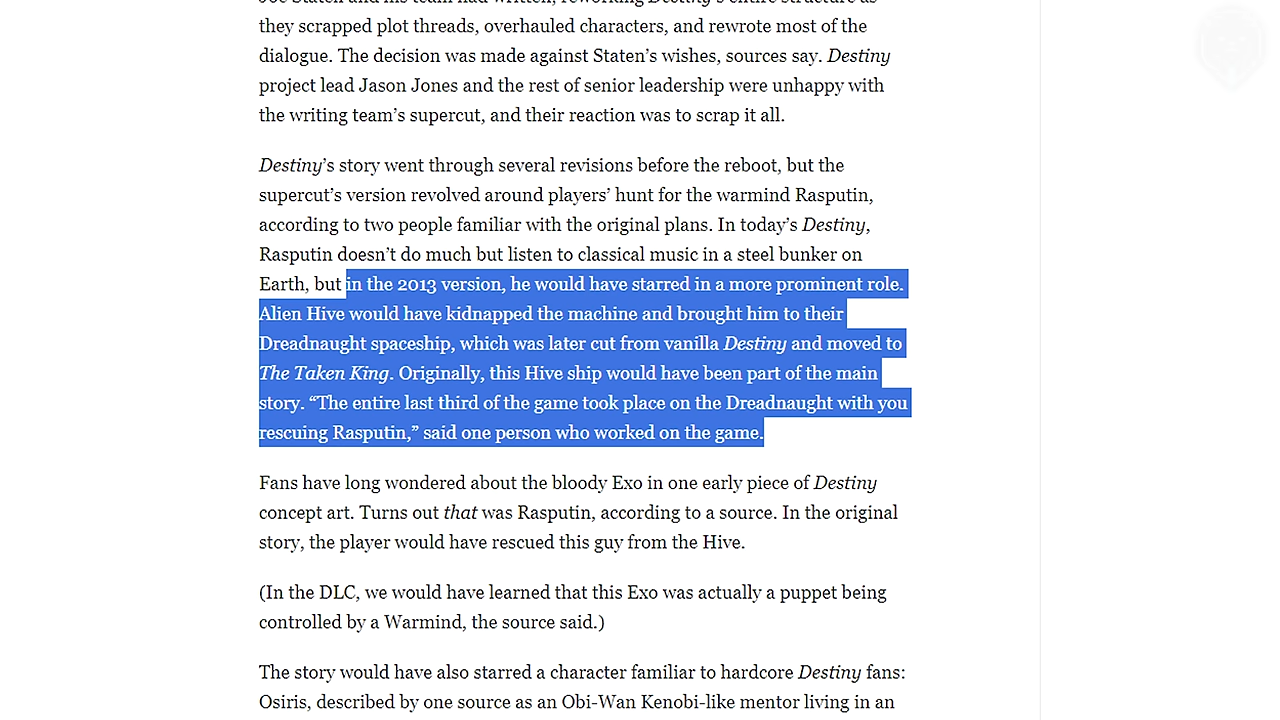 Joe Staten and his team had written, reworking Destiny's entire structure as
they scrapped plot threads, overhauled characters, and rewrote most of the
dialogue. The decision was made against Staten’s wishes, sources say. Destiny
project lead Jason Jones and the rest of senior leadership were unhappy with
the writing team’s supercut, and their reaction was to scrap it all.
Destiny’s story went through several revisions before the reboot, but the
supercut’s version revolved around players’ hunt for the warmind Rasputin,
according to two people familiar with the original plans. In today’s Destiny,
Rasputin doesn’t do much but listen to classical music in a steel bunker on
Earth, but in the 2013 version, he would have starred in a more prominent role.
Alien Hive would have kidnapped the machine and brought him to their
Dreadnaught spaceship, which was later cut from vanilla Destiny and moved to
The Taken King. Originally, this Hive ship would have been part of the main
story. “The entire last third of the game took place on the Dreadnaught with you
rescuing Rasputin,” said one person who worked on the game.
Fans have long wondered about the bloody Exo in one early piece of Destiny
concept art. Turns out that was Rasputin, according to a source. In the original
story, the player would have rescued this guy from the Hive.
(In the DLC, we would have learned that this Exo was actually a puppet being
controlled by a Warmind, the source said.)
The story would have also starred a character familiar to hardcore Destiny fans:
Osiris, described by one source as an Obi-Wan Kenobi-like mentor living in an